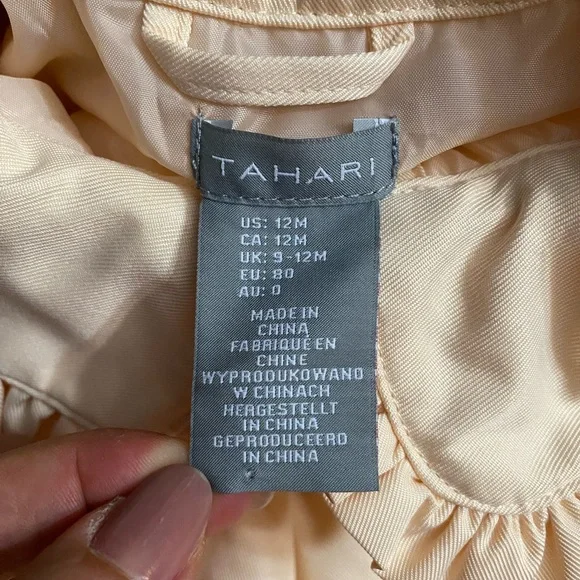 TAHARI
US: 12M
CA: 12M
UK: 9-12M
EU: 80
AU: 0
MADE IN
CHINA
FABRIQUÉ EN
CHINE
WYPRODUKOWANO
W CHINACH
HERGESTELLT
IN CHINA
GEPRODUCEERD
IN CHINA